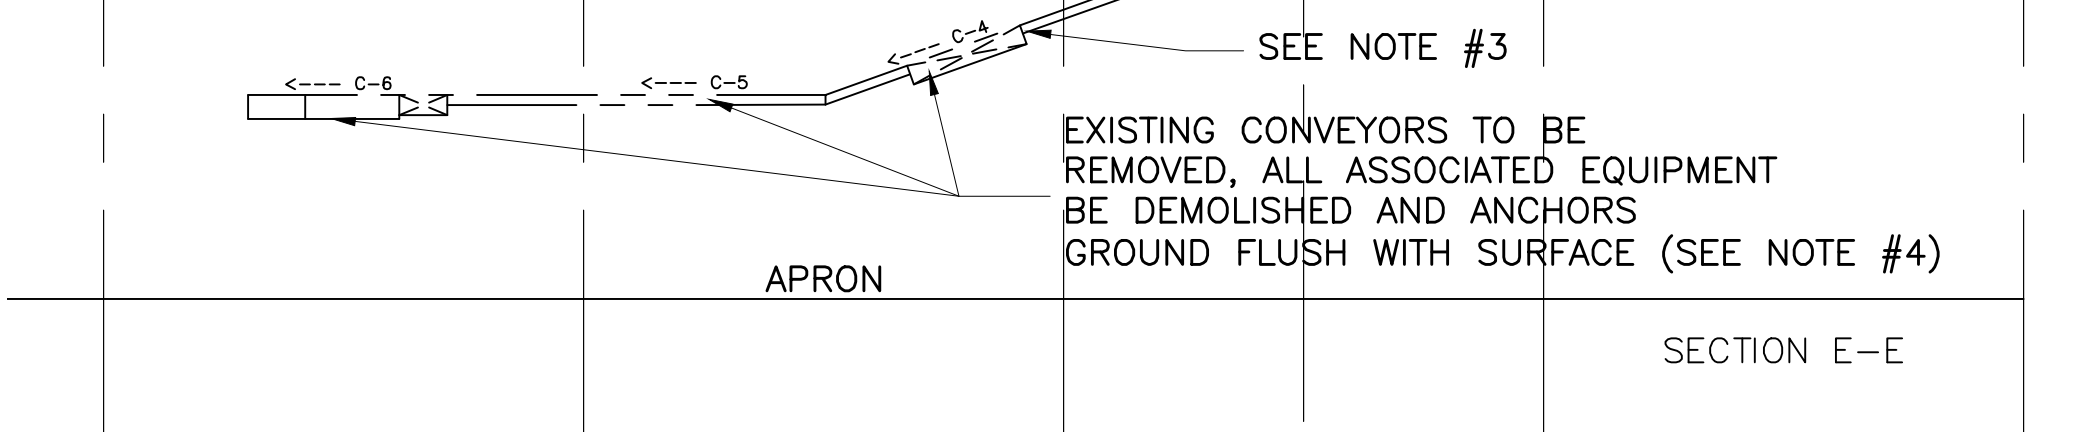 C-4
SEE NOTE #3
C-6
C-5
EXISTING CONVEYORS TO BE
REMOVED, ALL ASSOCIATED EQUIPMENT
BE DEMOLISHED AND ANCHORS
GROUND FLUSH WITH SURFACE (SEE NOTE #4)
APRON
SECTION E-E